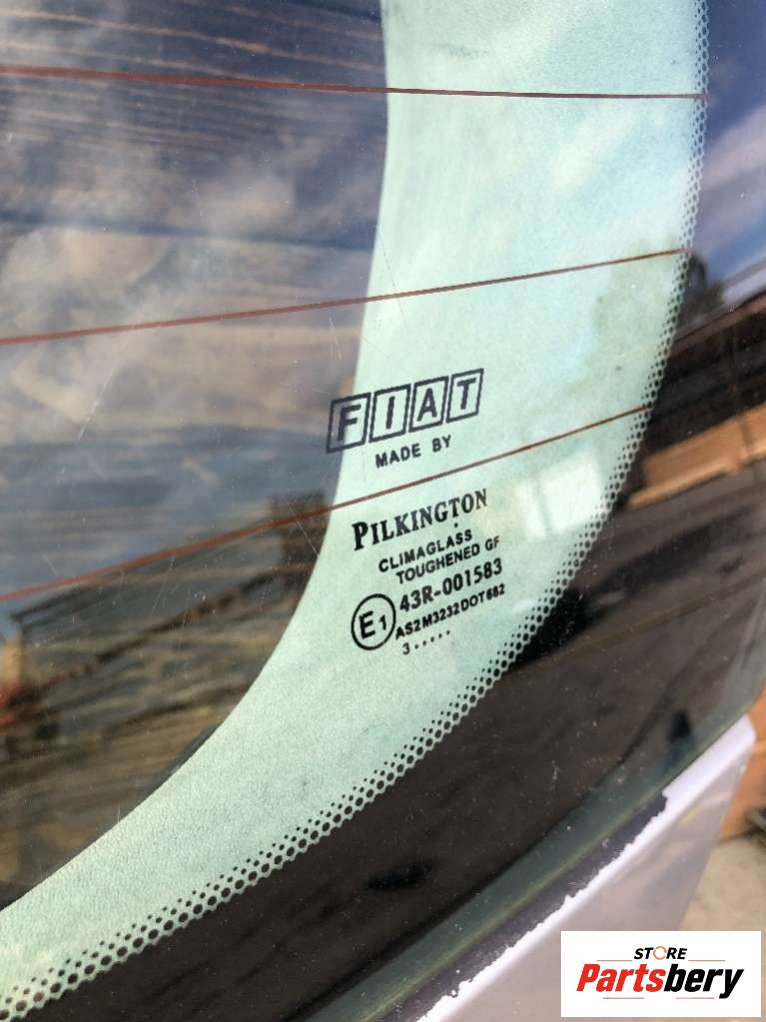 FIAT
MADE BY
PILKINGTON
CLIMAGLASS
TOUGHENED GF
E1 43R-001583
AS2M3232DOT682
3.....
STORE
Partsbery